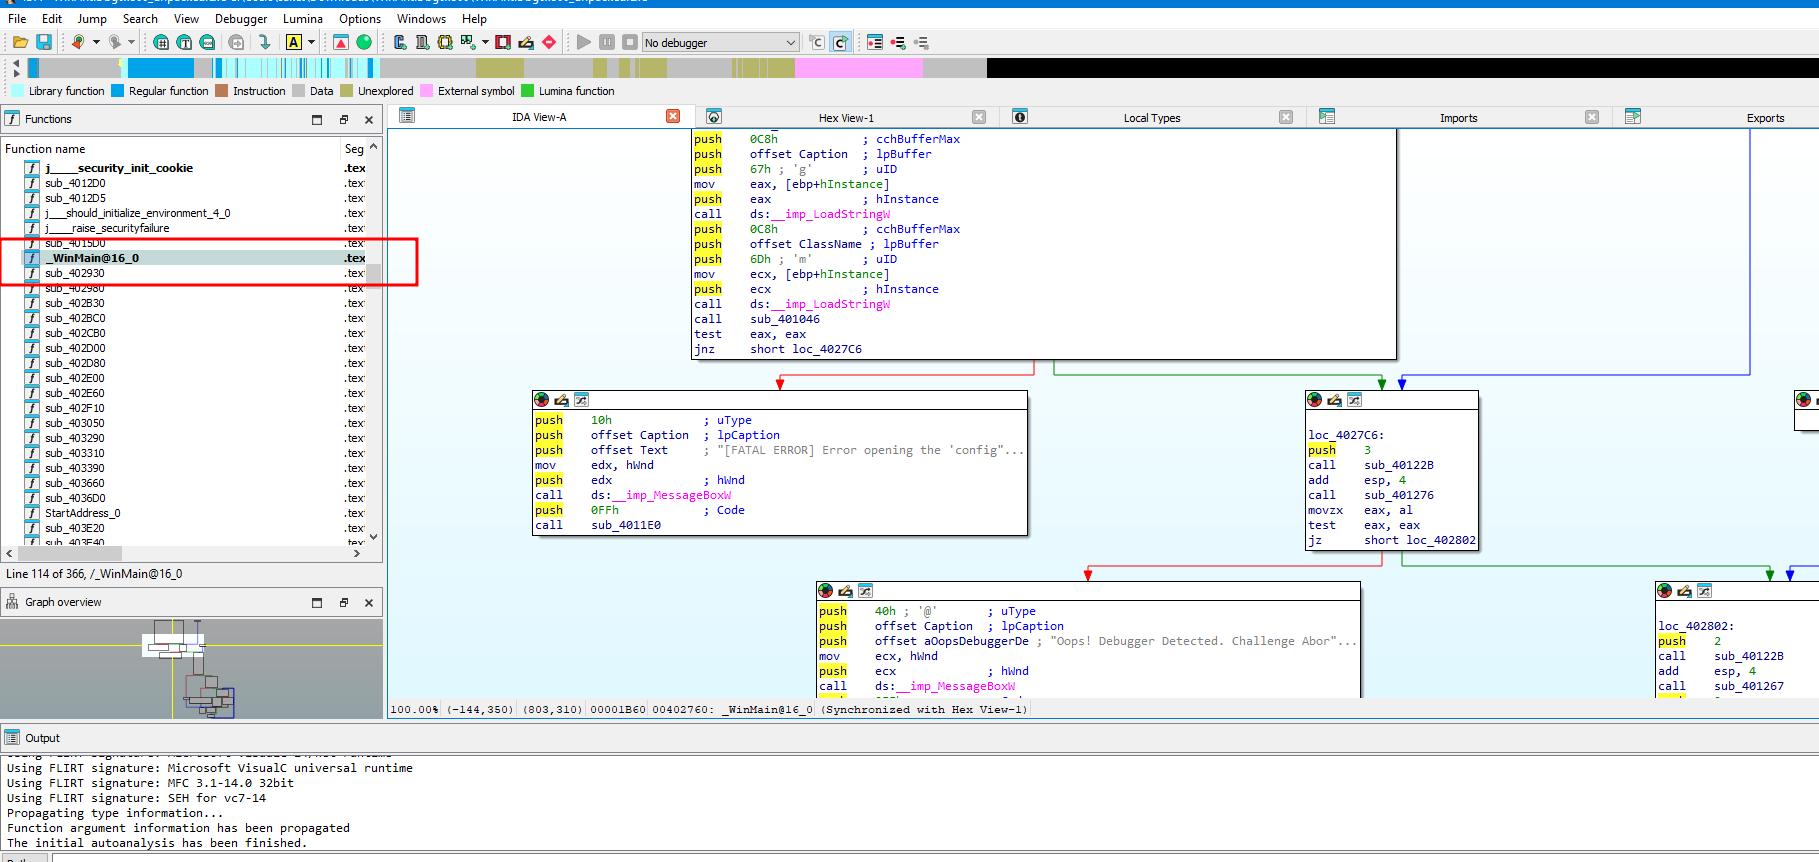 File Edit Jump Search View Debugger Lumina Options Windows Help
No debugger
Library function Regular function Instruction Data Unexplored External symbol Lumina function
Functions
IDA View-A Hex View-1 Local Types Imports Exports
Function name Seg
j____security_init_cookie .tex
sub_4012D0 .tex
sub_4012D5 .tex
j___should_initialize_environment_4_0 .tex
j____raise_securityfailure .tex
sub_4015D0 .tex
_WinMain@16_0 .tex
sub_402930 .tex
sub_402980 .tex
sub_402B30 .tex
sub_402BC0 .tex
sub_402CB0 .tex
sub_402D00 .tex
sub_402D80 .tex
sub_402E00 .tex
sub_402E60 .tex
sub_402F10 .tex
sub_403050 .tex
sub_403290 .tex
sub_403310 .tex
sub_403390 .tex
sub_403660 .tex
sub_4036D0 .tex
StartAddress_0 .tex
sub_403E20 .tex
sub_403E40 .tex
Line 114 of 366, /_WinMain@16_0
Graph overview
push 0C8h ; cchBufferMax
push offset Caption ; lpBuffer
push 67h ; 'g' ; uID
mov eax, [ebp+hInstance]
push eax ; hInstance
call ds:__imp_LoadStringW
push 0C8h ; cchBufferMax
push offset ClassName ; lpBuffer
push 6Dh ; 'm' ; uID
mov ecx, [ebp+hInstance]
push ecx ; hInstance
call ds:__imp_LoadStringW
call sub_401046
test eax, eax
jnz short loc_4027C6
push 10h ; uType
push offset Caption ; lpCaption
push offset Text ; "[FATAL ERROR] Error opening the 'config"...
mov edx, hWnd
push edx ; hWnd
call ds:__imp_MessageBoxW
push 0FFh ; Code
call sub_4011E0
loc_4027C6:
push 3
call sub_40122B
add esp, 4
call sub_401276
movzx eax, al
test eax, eax
jz short loc_402802
push 40h ; '@' ; uType
push offset Caption ; lpCaption
push offset aOopsDebuggerDe ; "Oops! Debugger Detected. Challenge Abor"...
mov ecx, hWnd
push ecx ; hWnd
call ds:__imp_MessageBoxW
loc_402802:
push 2
call sub_40122B
add esp, 4
call sub_401267
100.00% (-144,350) (803,310) 00001B60 00402760: _WinMain@16_0 (Synchronized with Hex View-1)
Output
Using FLIRT signature: Microsoft VisualC universal runtime
Using FLIRT signature: MFC 3.1-14.0 32bit
Using FLIRT signature: SEH for vc7-14
Propagating type information...
Function argument information has been propagated
The initial autoanalysis has been finished.